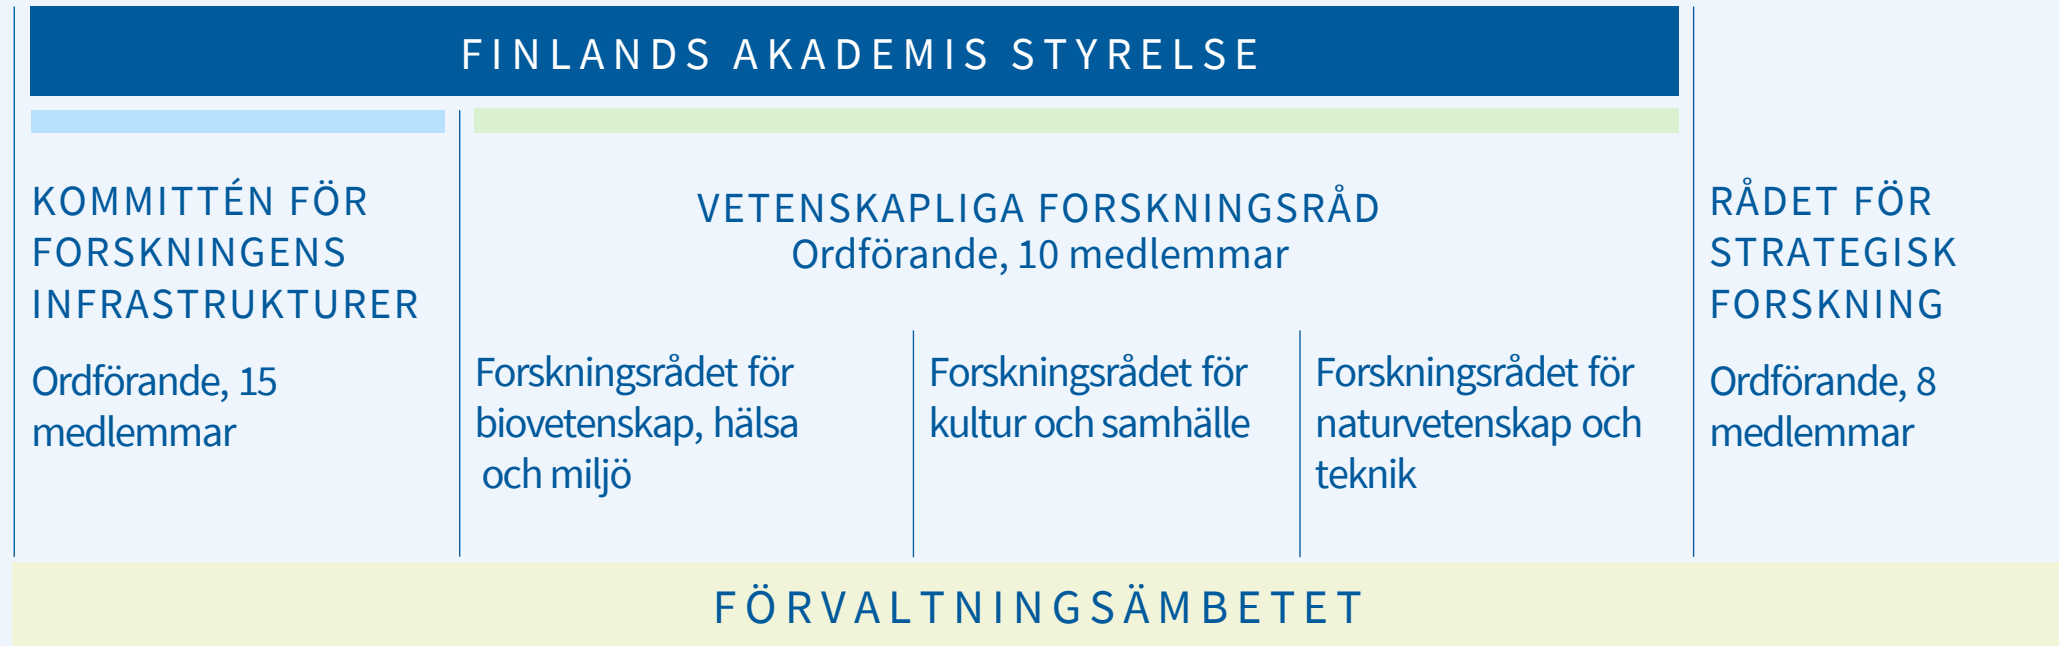 FINLANDS AKADEMIS STYRELSE
KOMMITTÉN FÖR
FORSKNINGENS
INFRASTRUKTURER
Ordförande, 15
medlemmar
VETENSKAPLIGA FORSKNINGSRÅD
Ordförande, 10 medlemmar
Forskningsrådet för
biovetenskap, hälsa
och miljö
Forskningsrådet för
kultur och samhälle
Forskningsrådet för
naturvetenskap och
teknik
RÅDET FÖR
STRATEGISK
FORSKNING
Ordförande, 8
medlemmar
FÖRVALTNINGSÄMBETET